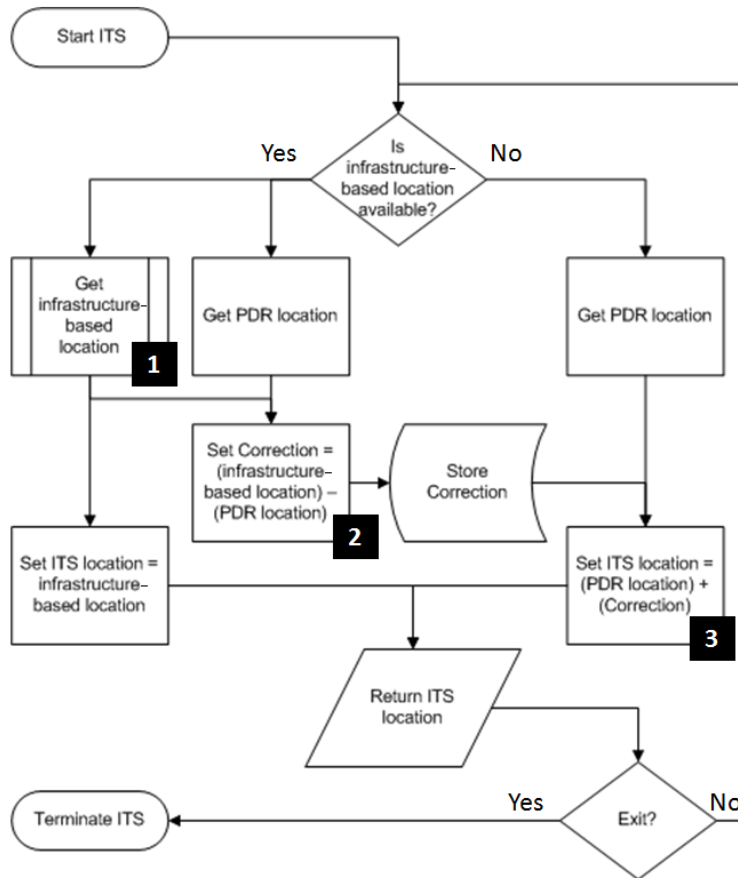 Start ITS
Is
infrastructure-
based location
available?
Yes
No
Get
infrastructure-
based
location
1
Get PDR location
Get PDR location
Set Correction =
(infrastructure-
based location) –
(PDR location)
2
Store
Correction
Set ITS location =
infrastructure-
based location
Set ITS location =
(PDR location) +
(Correction)
3
Return ITS
location
Terminate ITS
Yes
Exit?
No